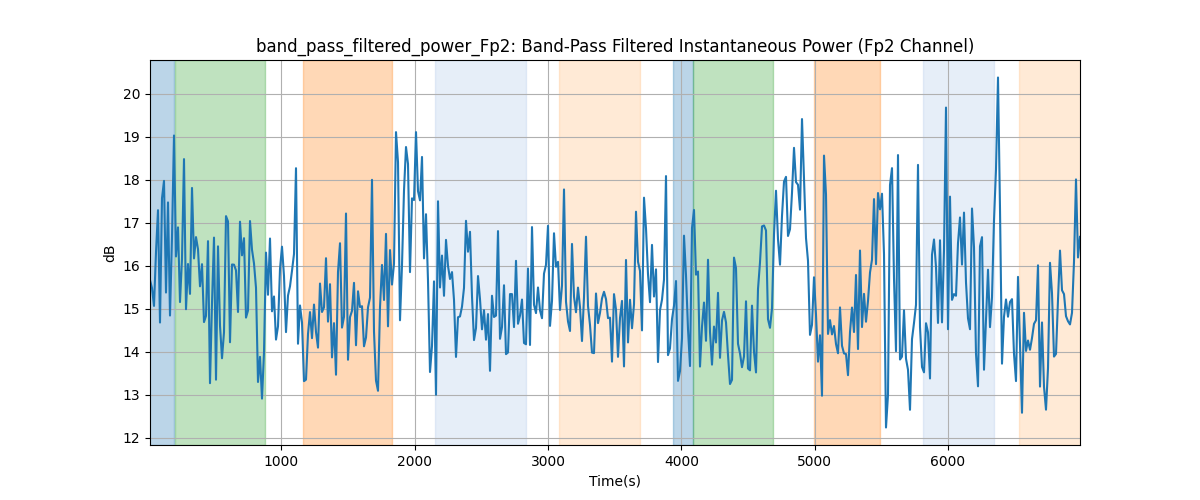 band_pass_filtered_power_Fp2: Band-Pass Filtered Instantaneous Power (Fp2 Channel)
20
19
18
17
16
15
14
13
12
dB
1000 2000 3000 4000 5000 6000
Time(s)